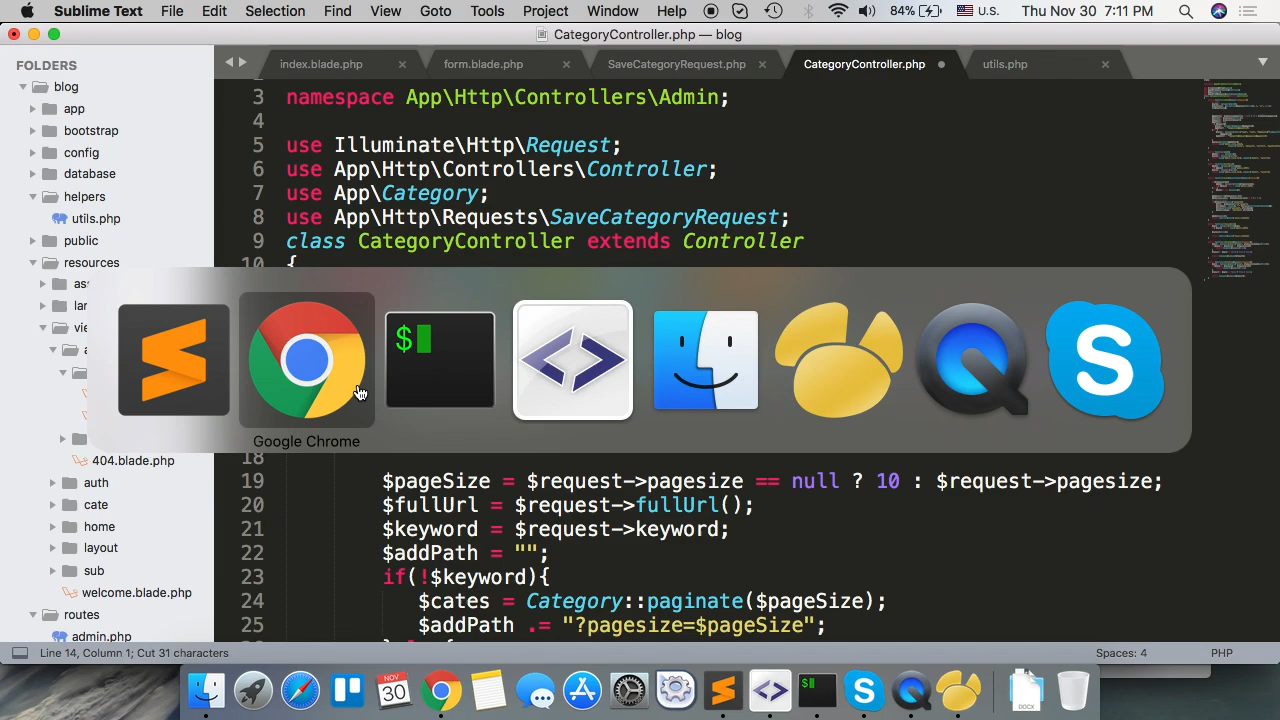 Sublime Text File Edit Selection Find View Goto Tools Project Window Help 84% U.S. Thu Nov 30 7:11 PM
CategoryController.php — blog
FOLDERS
index.blade.php form.blade.php SaveCategoryRequest.php CategoryController.php utils.php
blog
app
bootstrap
config
database
helpers
utils.php
public
resources
3 namespace App\Http\Controllers\Admin;
4
5 use Illuminate\Http\Request;
6 use App\Http\Controllers\Controller;
7 use App\Category;
8 use App\Http\Requests\SaveCategoryRequest;
9 class CategoryController extends Controller
10 {
$
Google Chrome
404.blade.php
auth
cate
home
layout
sub
welcome.blade.php
routes
admin.php
18
19 $pageSize = $request->pagesize == null ? 10 : $request->pagesize;
20 $fullUrl = $request->fullUrl();
21 $keyword = $request->keyword;
22 $addPath = "";
23 if(!$keyword){
24 $cates = Category::paginate($pageSize);
25 $addPath .= "?pagesize=$pageSize";
Line 14, Column 1; Cut 31 characters Spaces: 4 PHP
NOV
30
$
DOCX